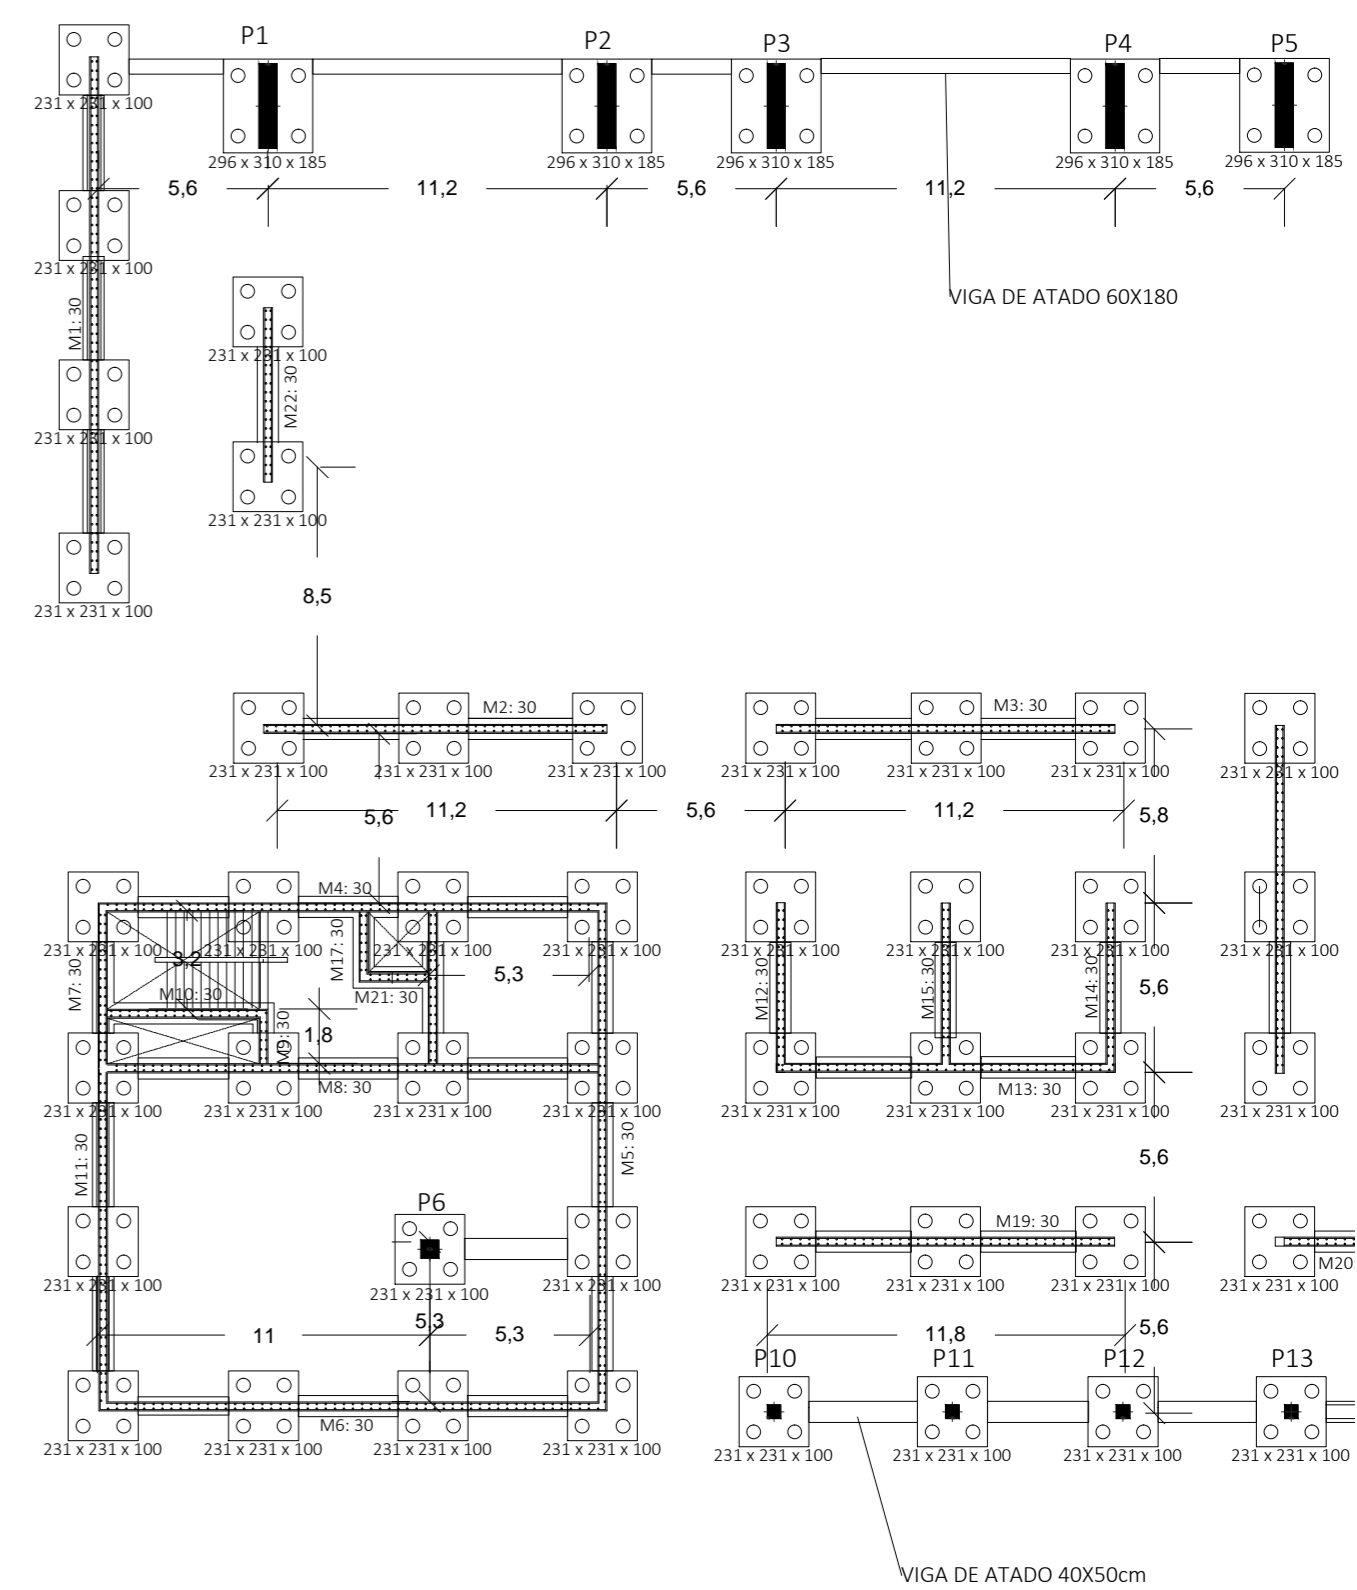 P1
P2
P3
P4
P5
231 x 231 x 100
296 x 310 x 185
296 x 310 x 185
296 x 310 x 185
296 x 310 x 185
296 x 310 x 185
5,6
11,2
5,6
11,2
5,6
231 x 231 x 100
M1: 30
VIGA DE ATADO 60X180
231 x 231 x 100
M22: 30
231 x 231 x 100
231 x 231 x 100
231 x 231 x 100
8,5
M2: 30
M3: 30
231 x 231 x 100
231 x 231 x 100
231 x 231 x 100
231 x 231 x 100
231 x 231 x 100
231 x 231 x 100
231 x 231 x 100
5,6
11,2
5,6
11,2
5,8
M4: 30
231 x 231 x 100
231 x 231 x 100
231 x 231 x 100
231 x 231 x 100
231 x 231 x 100
231 x 231 x 100
231 x 231 x 100
231 x 231 x 100
M7: 30
3,2
M17: 30
5,3
M12: 30
M15: 30
M14: 30
5,6
M10: 30
M21: 30
M9: 30
1,8
M8: 30
M13: 30
231 x 231 x 100
231 x 231 x 100
231 x 231 x 100
231 x 231 x 100
231 x 231 x 100
231 x 231 x 100
231 x 231 x 100
231 x 231 x 100
M11: 30
M5: 30
5,6
P6
M19: 30
M20:
231 x 231 x 100
231 x 231 x 100
231 x 231 x 100
231 x 231 x 100
231 x 231 x 100
231 x 231 x 100
231 x 231 x 100
11
5,3
5,3
11,8
5,6
P10
P11
P12
P13
M6: 30
231 x 231 x 100
231 x 231 x 100
231 x 231 x 100
231 x 231 x 100
231 x 231 x 100
231 x 231 x 100
231 x 231 x 100
231 x 231 x 100
VIGA DE ATADO 40X50cm